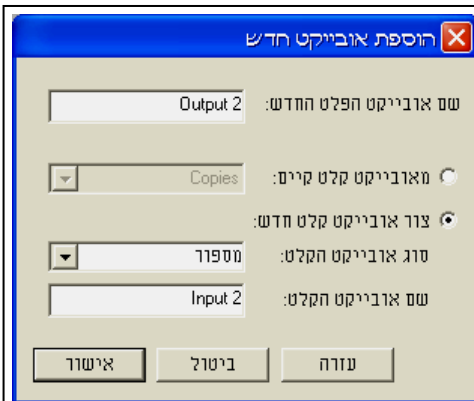 הוספת אובייקט חדש
שם אובייקט הפלט החדש: Output 2
מאובייקט קלט קיים: Copies
צור אובייקט קלט חדש:
סוג אובייקט הקלט: מספור
שם אובייקט הקלט: Input 2
עזרה ביטול אישור